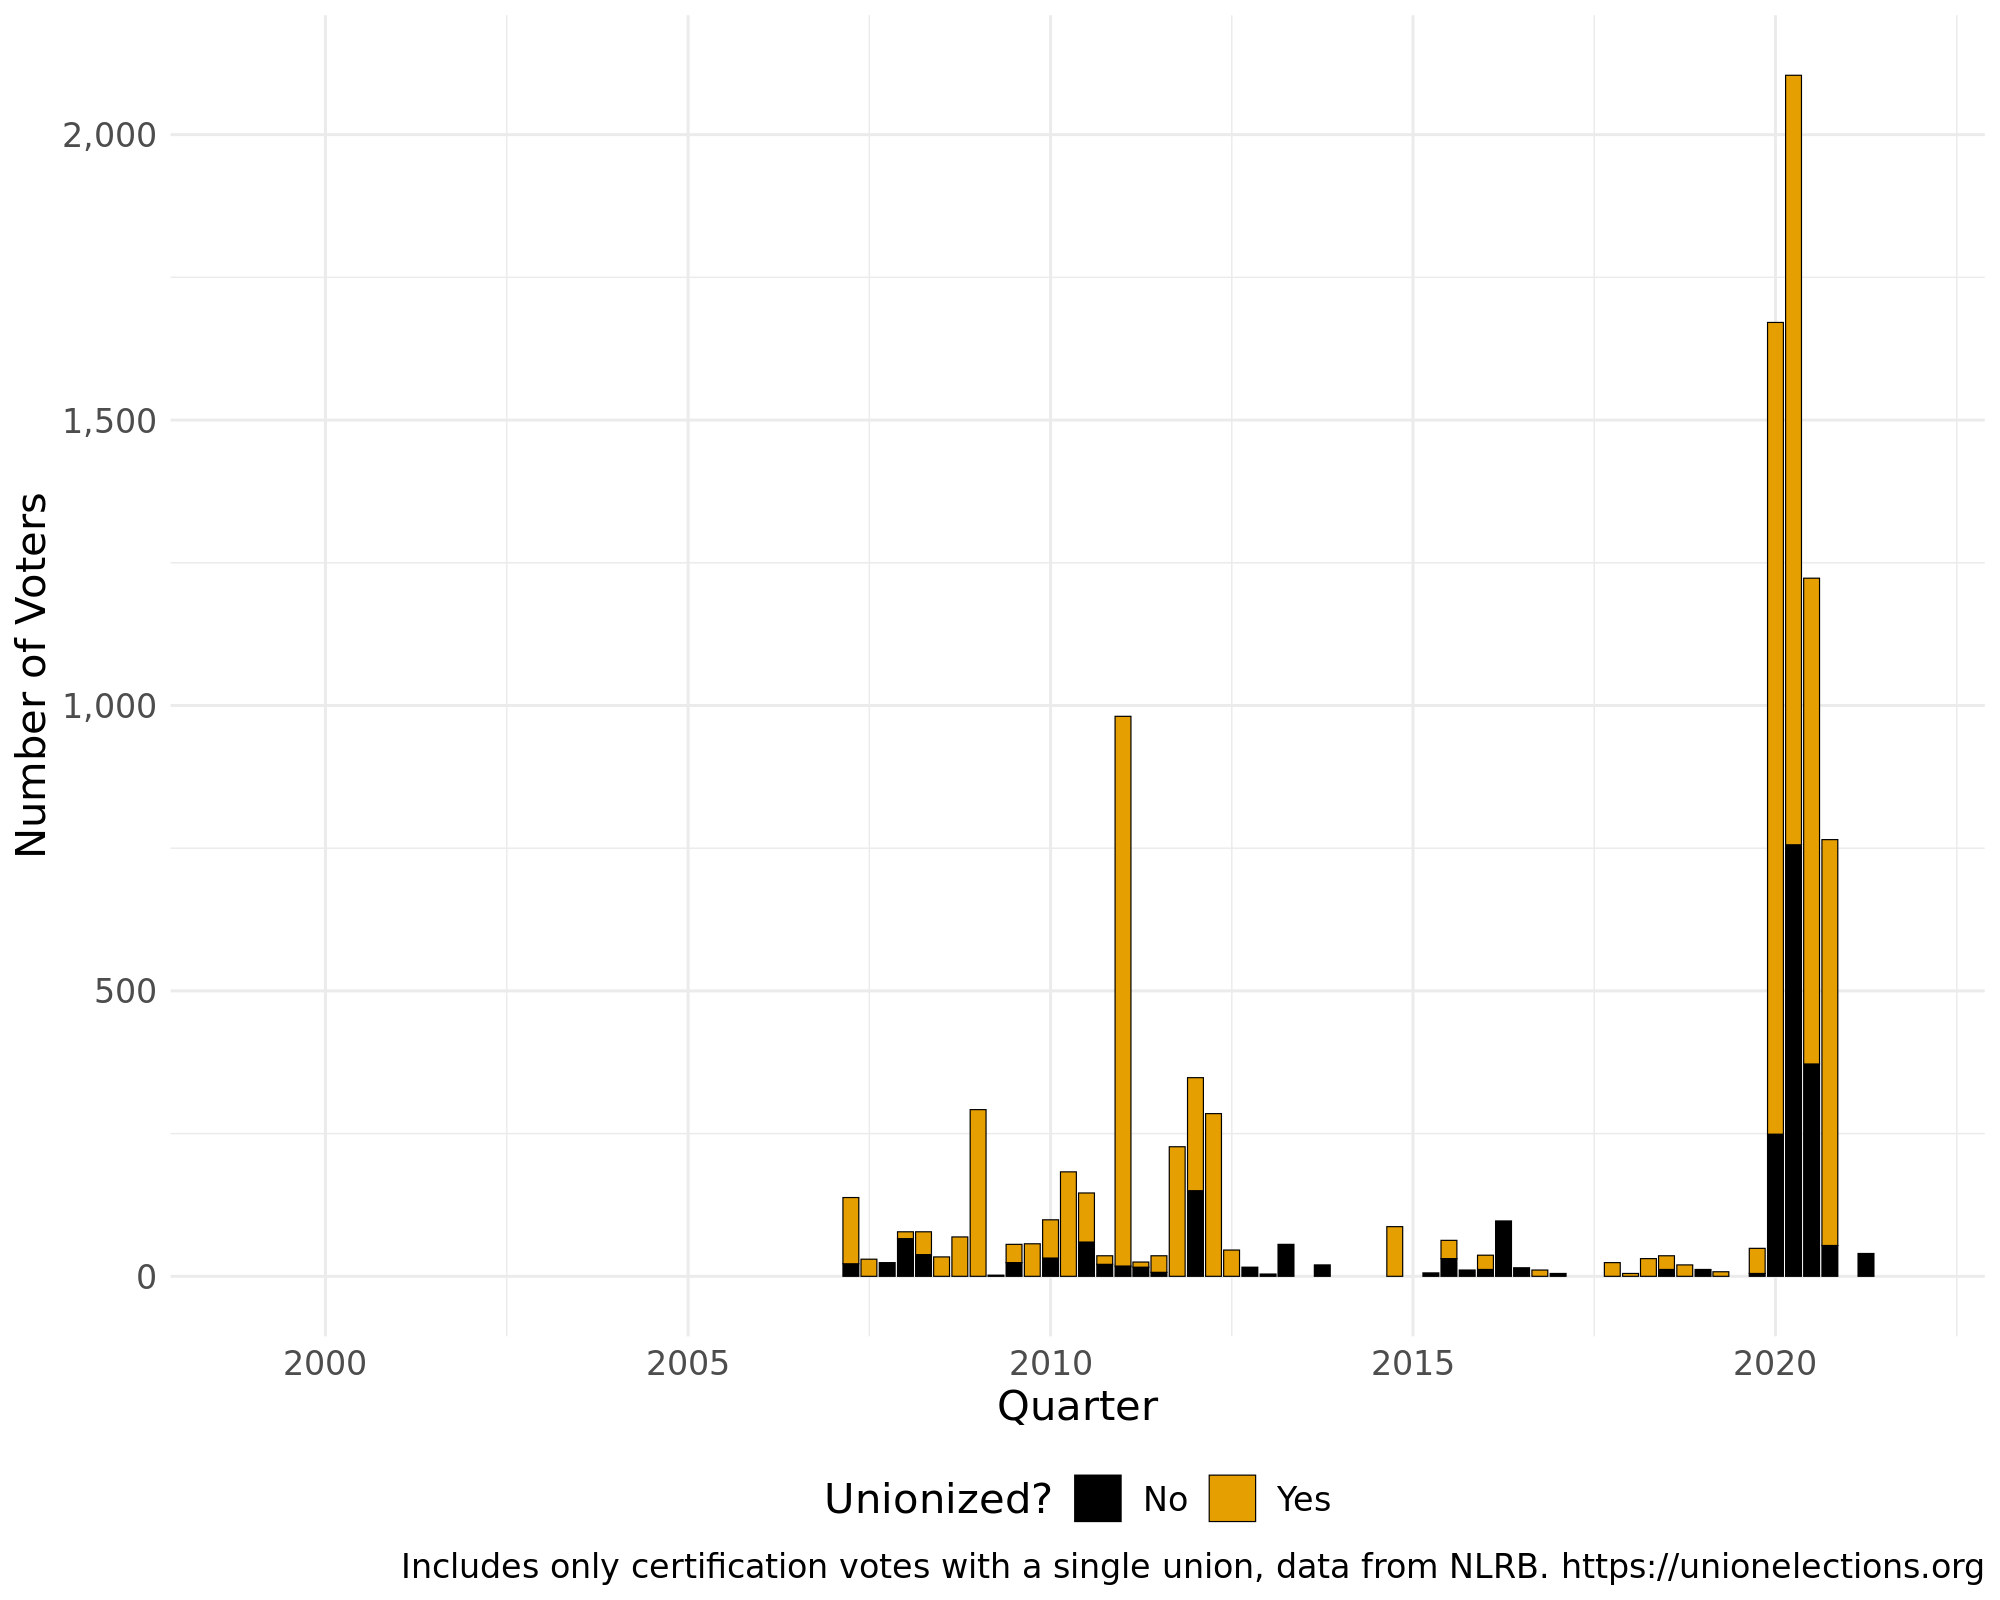 2,000
1,500
1,000
500
0
Number of Voters
2000 2005 2010 2015 2020
Quarter
Unionized? No Yes
Includes only certification votes with a single union, data from NLRB. https://unionelections.org